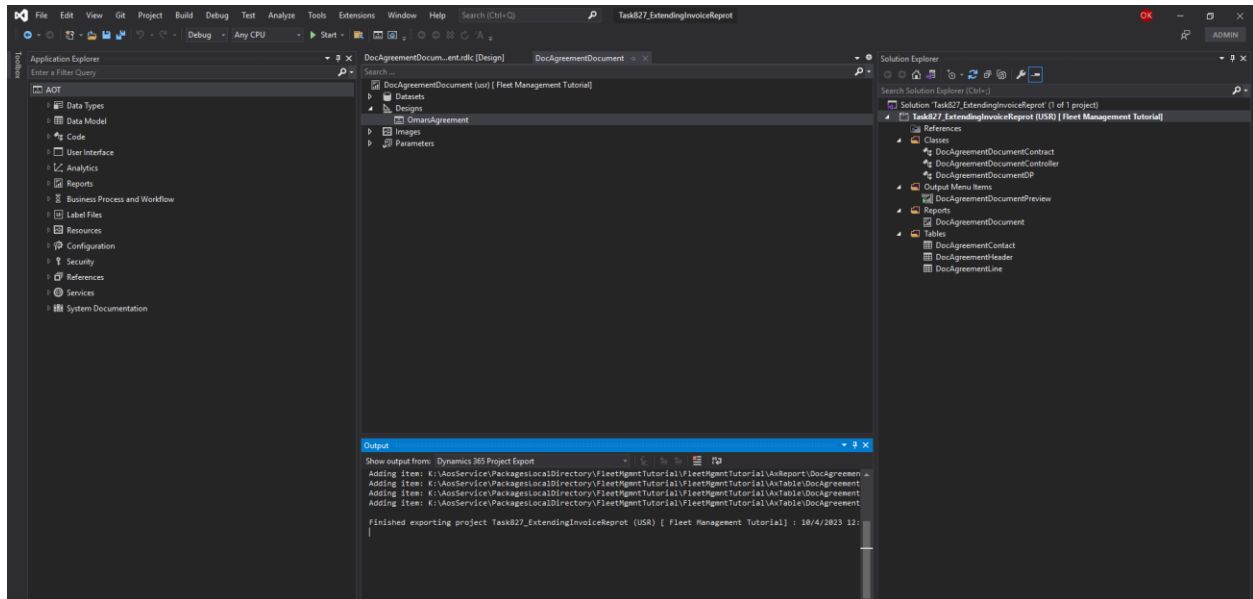 File Edit View Git Project Build Debug Test Analyze Tools Extensions Window Help Search (Ctrl+Q) Task827_ExtendingInvoiceReprot OK
Debug Any CPU Start ADMIN
Toolbox
Application Explorer
Enter a Filter Query
AOT
Data Types
Data Model
Code
User Interface
Analytics
Reports
Business Process and Workflow
Label Files
Resources
Configuration
Security
References
Services
System Documentation
DocAgreementDocum...ent.rdlc [Design] DocAgreementDocument
Search ...
DocAgreementDocument (usr) [ Fleet Management Tutorial]
Datasets
Designs
OmarsAgreement
Images
Parameters
Output
Show output from: Dynamics 365 Project Export
Adding item: K:\AosService\PackagesLocalDirectory\FleetMgmntTutorial\FleetMgmntTutorial\AxReport\DocAgreemen
Adding item: K:\AosService\PackagesLocalDirectory\FleetMgmntTutorial\FleetMgmntTutorial\AxTable\DocAgreement
Adding item: K:\AosService\PackagesLocalDirectory\FleetMgmntTutorial\FleetMgmntTutorial\AxTable\DocAgreement
Adding item: K:\AosService\PackagesLocalDirectory\FleetMgmntTutorial\FleetMgmntTutorial\AxTable\DocAgreement
Finished exporting project Task827_ExtendingInvoiceReprot (USR) [ Fleet Management Tutorial] : 10/4/2023 12:
Solution Explorer
Search Solution Explorer (Ctrl+;)
Solution 'Task827_ExtendingInvoiceReprot' (1 of 1 project)
Task827_ExtendingInvoiceReprot (USR) [ Fleet Management Tutorial]
References
Classes
DocAgreementDocumentContract
DocAgreementDocumentController
DocAgreementDocumentDP
Output Menu Items
DocAgreementDocumentPreview
Reports
DocAgreementDocument
Tables
DocAgreementContact
DocAgreementHeader
DocAgreementLine